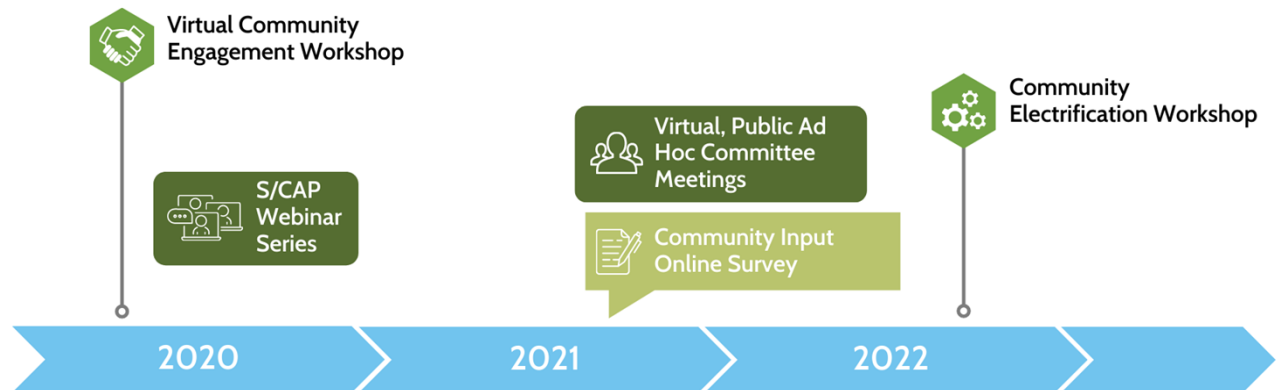 Virtual Community
Engagement Workshop
Community
Electrification Workshop
Virtual, Public Ad
Hoc Committee
Meetings
S/CAP
Webinar
Series
Community Input
Online Survey
2020
2021
2022